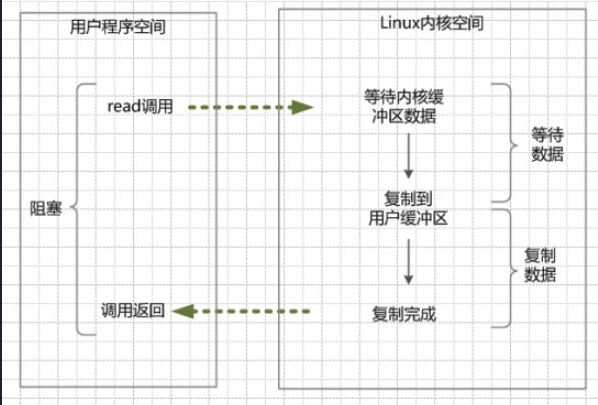 用户程序空间
Linux内核空间
read调用
等待内核缓
冲区数据
等待
数据
阻塞
复制到
用户缓冲区
复制
数据
调用返回
复制完成